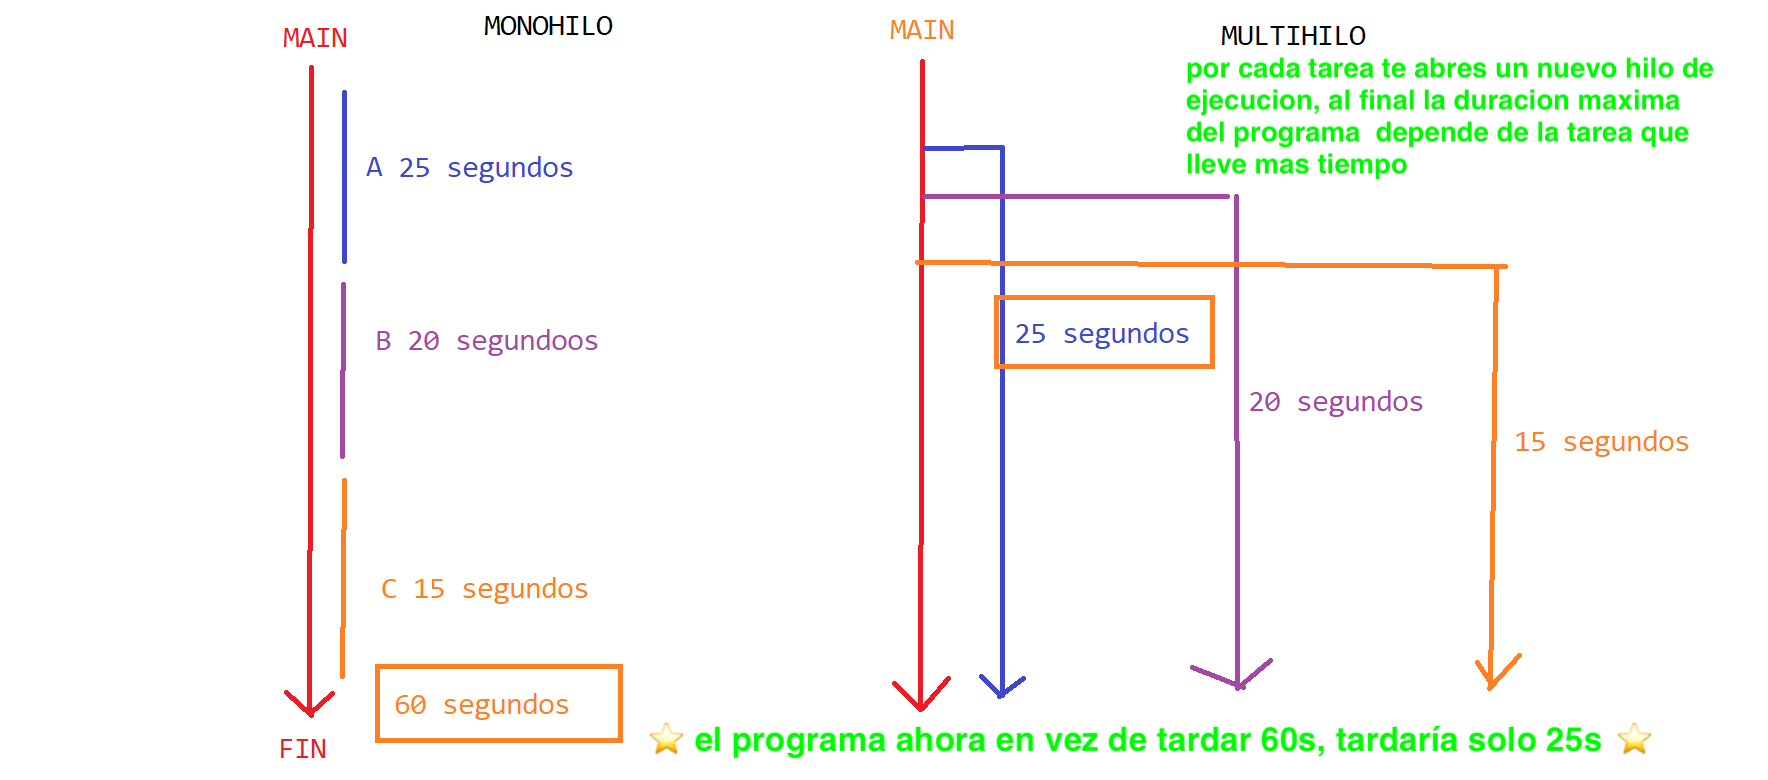 MONOHILO
MAIN
A 25 segundos
B 20 segundoos
C 15 segundos
60 segundos
FIN
MAIN
MULTIHILO
por cada tarea te abres un nuevo hilo de
ejecucion, al final la duracion maxima
del programa depende de la tarea que
lleve mas tiempo
25 segundos
20 segundos
15 segundos
⭐ el programa ahora en vez de tardar 60s, tardaría solo 25s ⭐